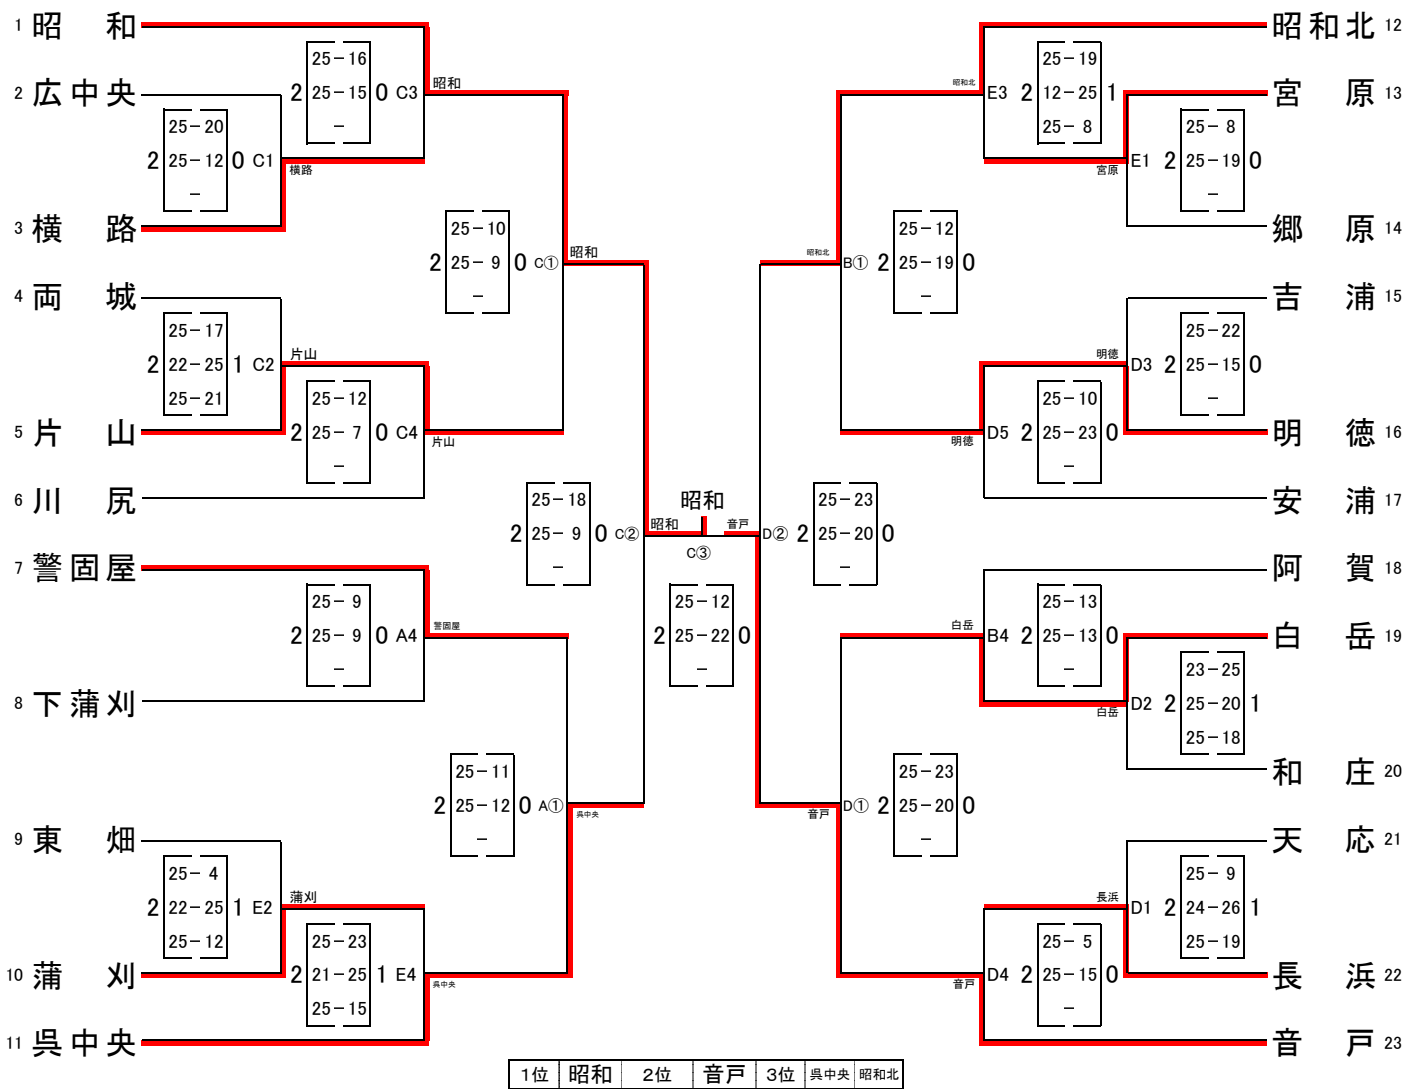 1 昭和
2 広中央
3 横路
4 両城
5 片山
6 川尻
7 警固屋
8 下蒲刈
9 東畑
10 蒲刈
11 呉中央
25-20
2 25-12 0 C1
-
横路
25-16
2 25-15 0 C3
-
昭和
25-17
2 22-25 1 C2
25-21
片山
25-12
2 25-7 0 C4
-
片山
25-10
2 25-9 0 C①
-
昭和
25-9
2 25-9 0 A4
-
警固屋
25-4
2 22-25 1 E2
25-12
蒲刈
25-23
2 21-25 1 E4
25-15
呉中央
25-11
2 25-12 0 A①
-
呉中央
25-18
2 25-9 0 C②
-
昭和
昭和
C③
25-12
2 25-22 0
-
音戸
D②
25-23
2 25-20 0
-
昭和北
B①
25-12
2 25-19 0
-
昭和北
E3
25-19
2 12-25 1
25-8
宮原
E1
25-8
2 25-19 0
-
明徳
D3
25-22
2 25-15 0
-
明徳
D5
25-10
2 25-23 0
-
白岳
B4
25-13
2 25-13 0
-
白岳
D2
23-25
2 25-20 1
25-18
音戸
D①
25-23
2 25-20 0
-
長浜
D1
25-9
2 24-26 1
25-19
音戸
D4
25-5
2 25-15 0
-
昭和北 12
宮原 13
郷原 14
吉浦 15
明徳 16
安浦 17
阿賀 18
白岳 19
和庄 20
天応 21
長浜 22
音戸 23
1位 昭和 2位 音戸 3位 呉中央 昭和北